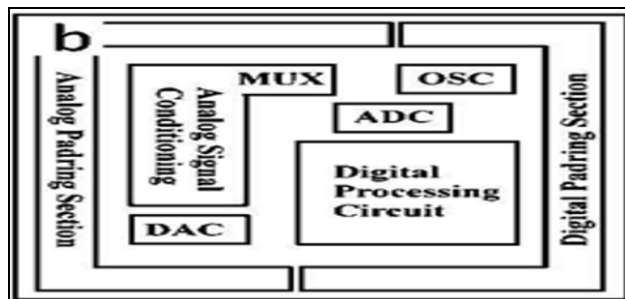 b
Analog Padring Section
Analog Signal
Conditioning
MUX
OSC
ADC
Digital
Processing
Circuit
DAC
Digital Padring Section